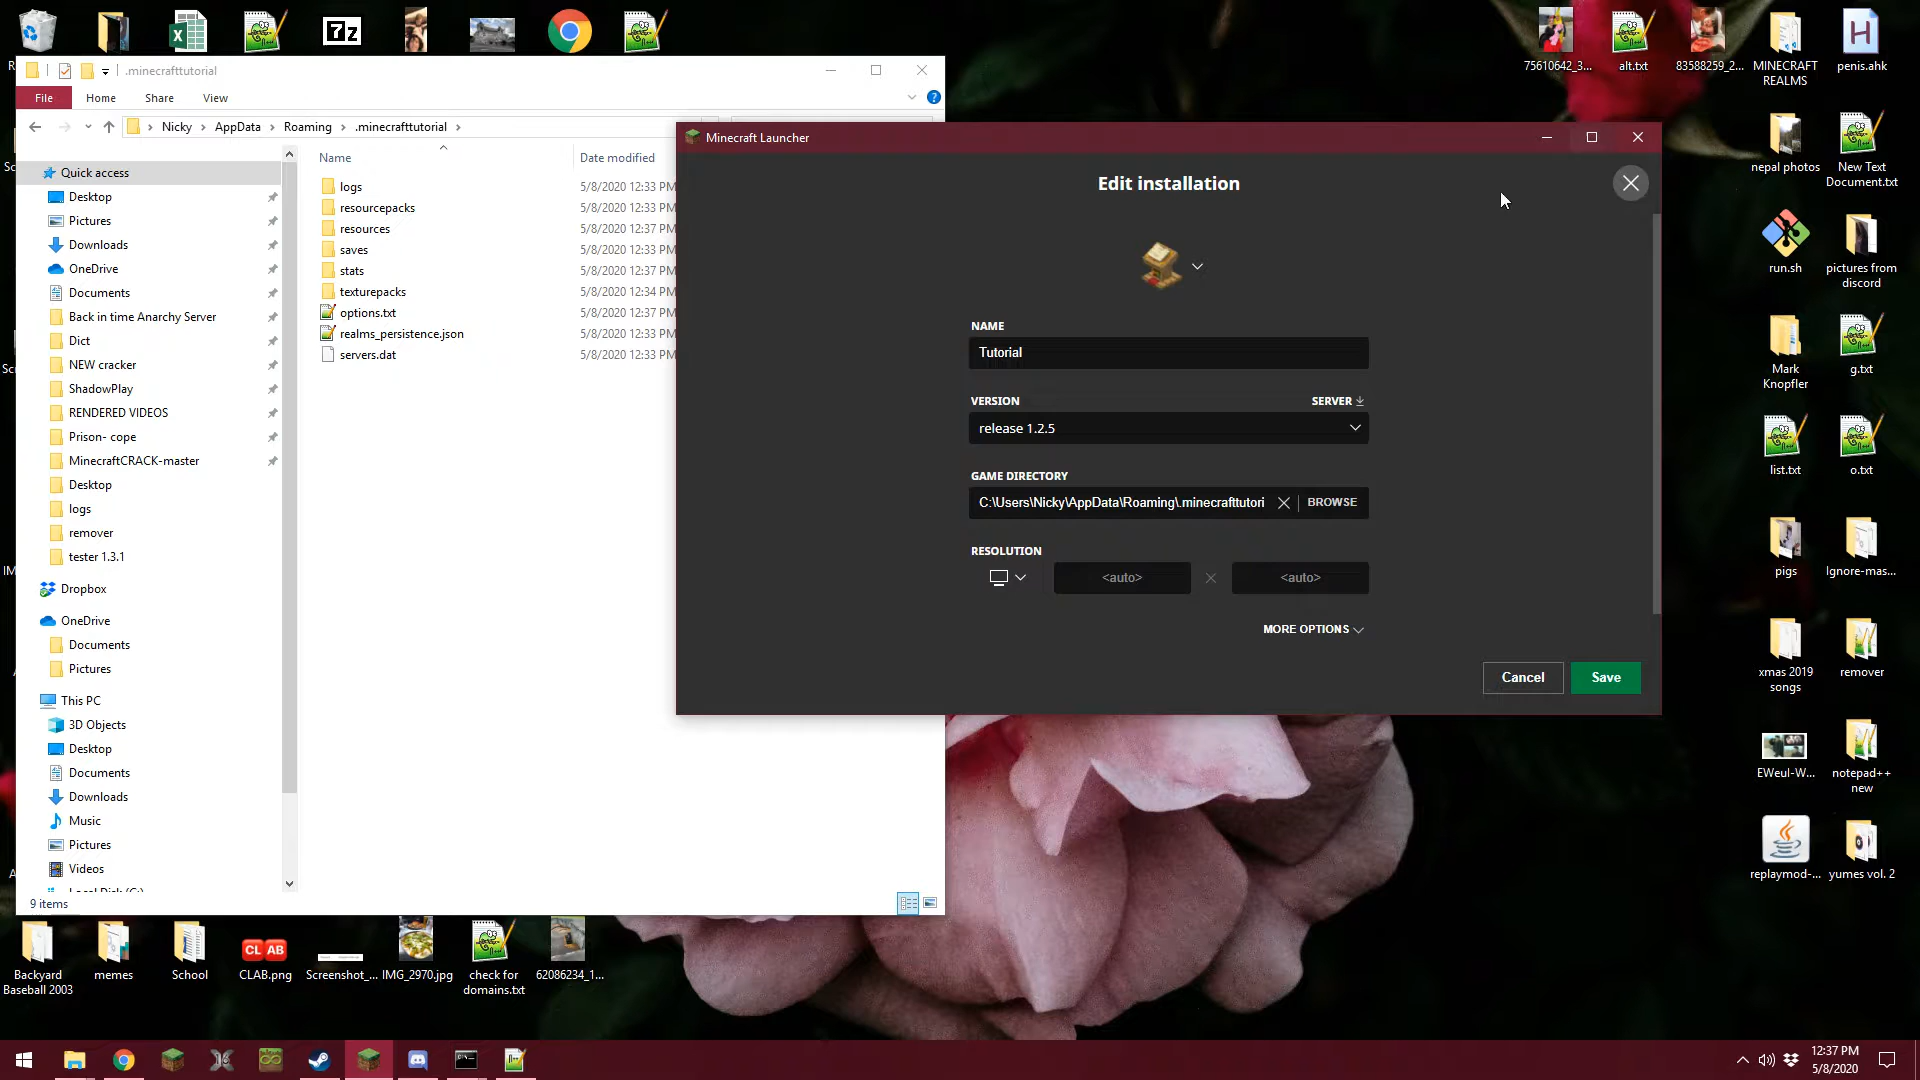 7z
.minecrafttutorial
File
Home
Share
View
Nicky
AppData
Roaming
.minecrafttutorial
Name
Date modified
Quick access
Desktop
Pictures
Downloads
OneDrive
Documents
Back in time Anarchy Server
Dict
NEW cracker
ShadowPlay
RENDERED VIDEOS
Prison- cope
MinecraftCRACK-master
Desktop
logs
remover
tester 1.3.1
Dropbox
OneDrive
Documents
Pictures
This PC
3D Objects
Desktop
Documents
Downloads
Music
Pictures
Videos
logs 5/8/2020 12:33 PM
resourcepacks 5/8/2020 12:33 PM
resources 5/8/2020 12:37 PM
saves 5/8/2020 12:33 PM
stats 5/8/2020 12:37 PM
texturepacks 5/8/2020 12:34 PM
options.txt 5/8/2020 12:37 PM
realms_persistence.json 5/8/2020 12:33 PM
servers.dat 5/8/2020 12:33 PM
9 items
Minecraft Launcher
Edit installation
NAME
Tutorial
VERSION
SERVER
release 1.2.5
GAME DIRECTORY
C:\Users\Nicky\AppData\Roaming\.minecrafttutori
BROWSE
RESOLUTION
<auto>
<auto>
MORE OPTIONS
Cancel
Save
75610642_3...
alt.txt
83588259_2...
MINECRAFT
REALMS
H
penis.ahk
nepal photos
New Text
Document.txt
run.sh
pictures from
discord
Mark
Knopfler
g.txt
list.txt
o.txt
pigs
Ignore-mas...
xmas 2019
songs
remover
EWeul-W...
notepad++
new
replaymod-...
yumes vol. 2
Backyard
Baseball 2003
memes
School
CL AB
CLAB.png
Screenshot_...
IMG_2970.jpg
check for
domains.txt
62086234_1...
12:37 PM
5/8/2020